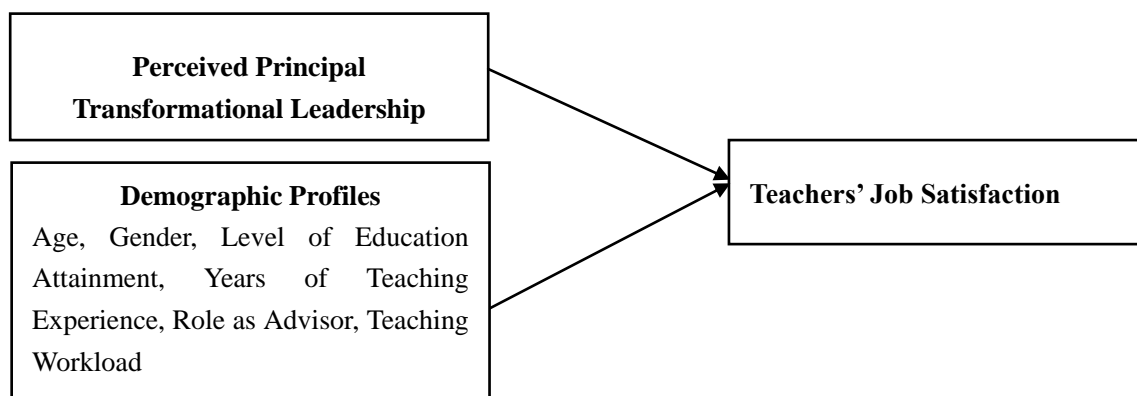 Perceived Principal
Transformational Leadership
Demographic Profiles
Age, Gender, Level of Education
Attainment, Years of Teaching
Experience, Role as Advisor, Teaching
Workload
Teachers’ Job Satisfaction